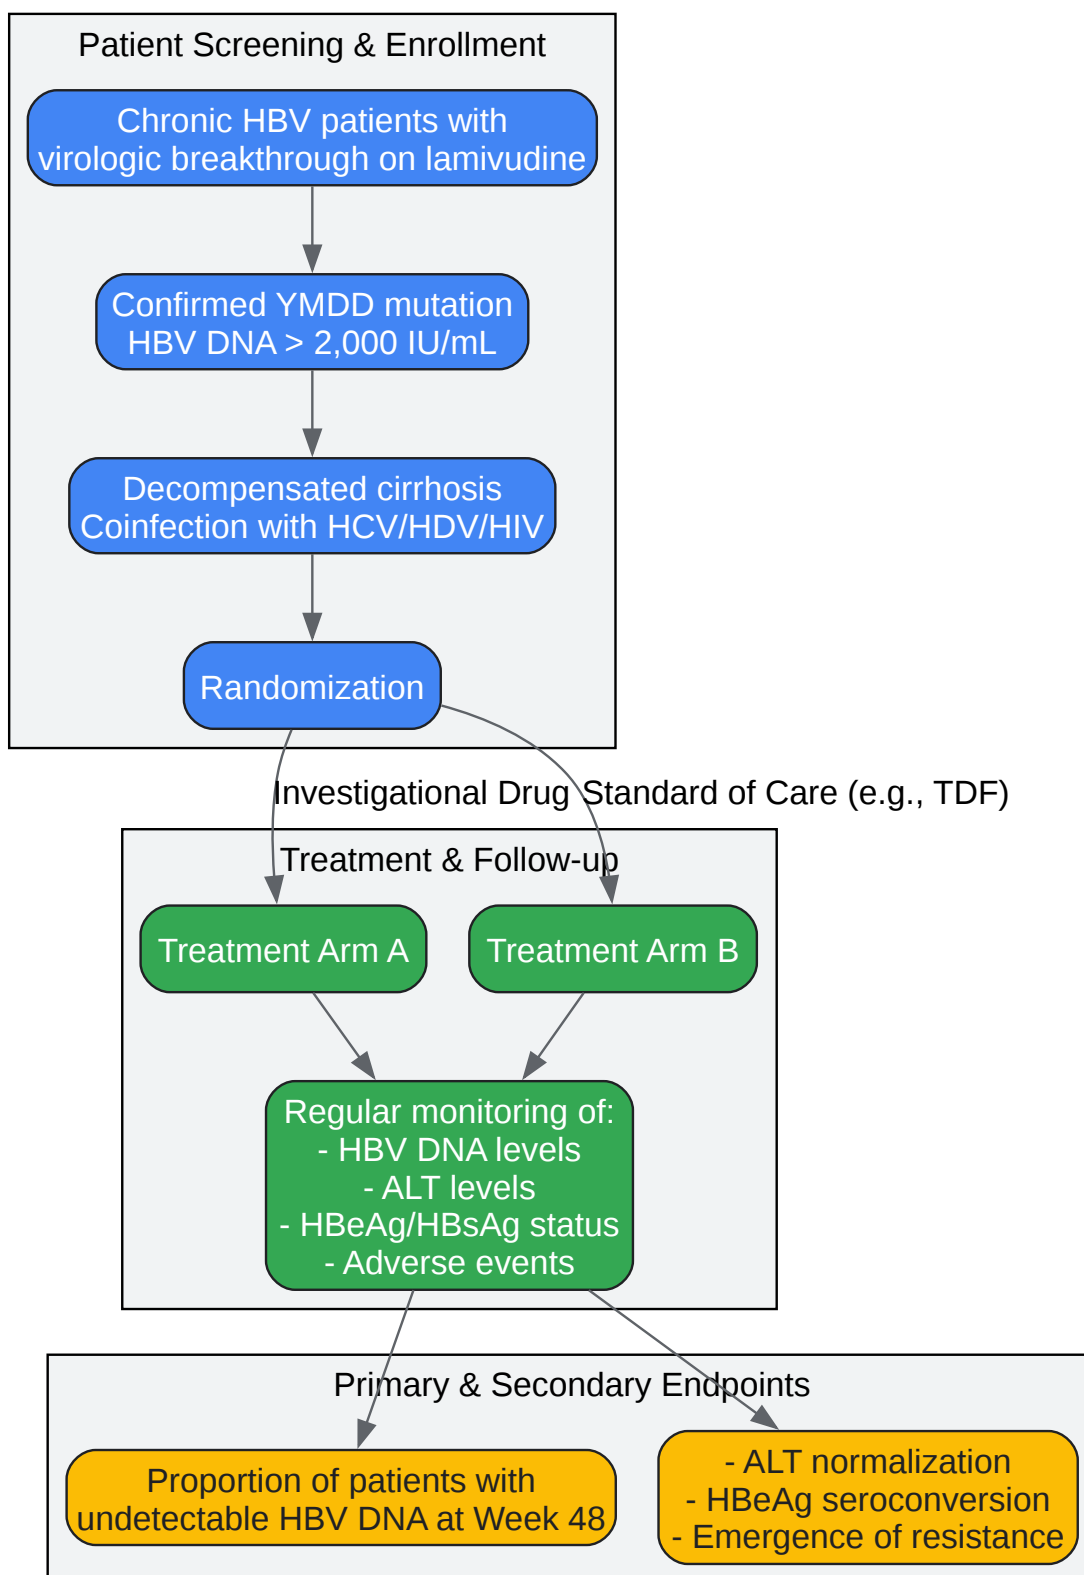 Patient Screening & Enrollment
Chronic HBV patients with
virologic breakthrough on lamivudine
Confirmed YMDD mutation
HBV DNA > 2,000 IU/mL
Decompensated cirrhosis
Coinfection with HCV/HDV/HIV
Randomization
Investigational Drug
Standard of Care (e.g., TDF)
Treatment & Follow-up
Treatment Arm A
Treatment Arm B
Regular monitoring of:
- HBV DNA levels
- ALT levels
- HBeAg/HBsAg status
- Adverse events
Primary & Secondary Endpoints
Proportion of patients with
undetectable HBV DNA at Week 48
- ALT normalization
- HBeAg seroconversion
- Emergence of resistance